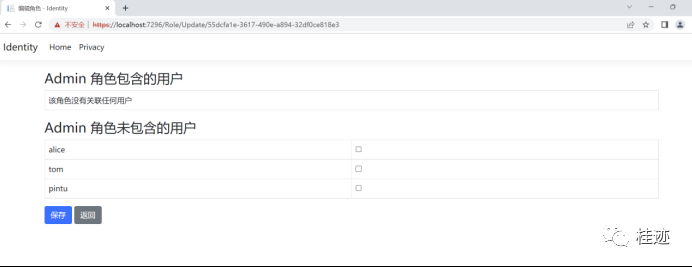 编辑角色 - Identity
不安全 | https://localhost:7296/Role/Update/55dcfa1e-3617-490e-a894-32df0ce818e3
Identity Home Privacy
Admin 角色包含的用户
该角色没有关联任何用户
Admin 角色未包含的用户
alice
tom
pintu
保存 返回
桂迹